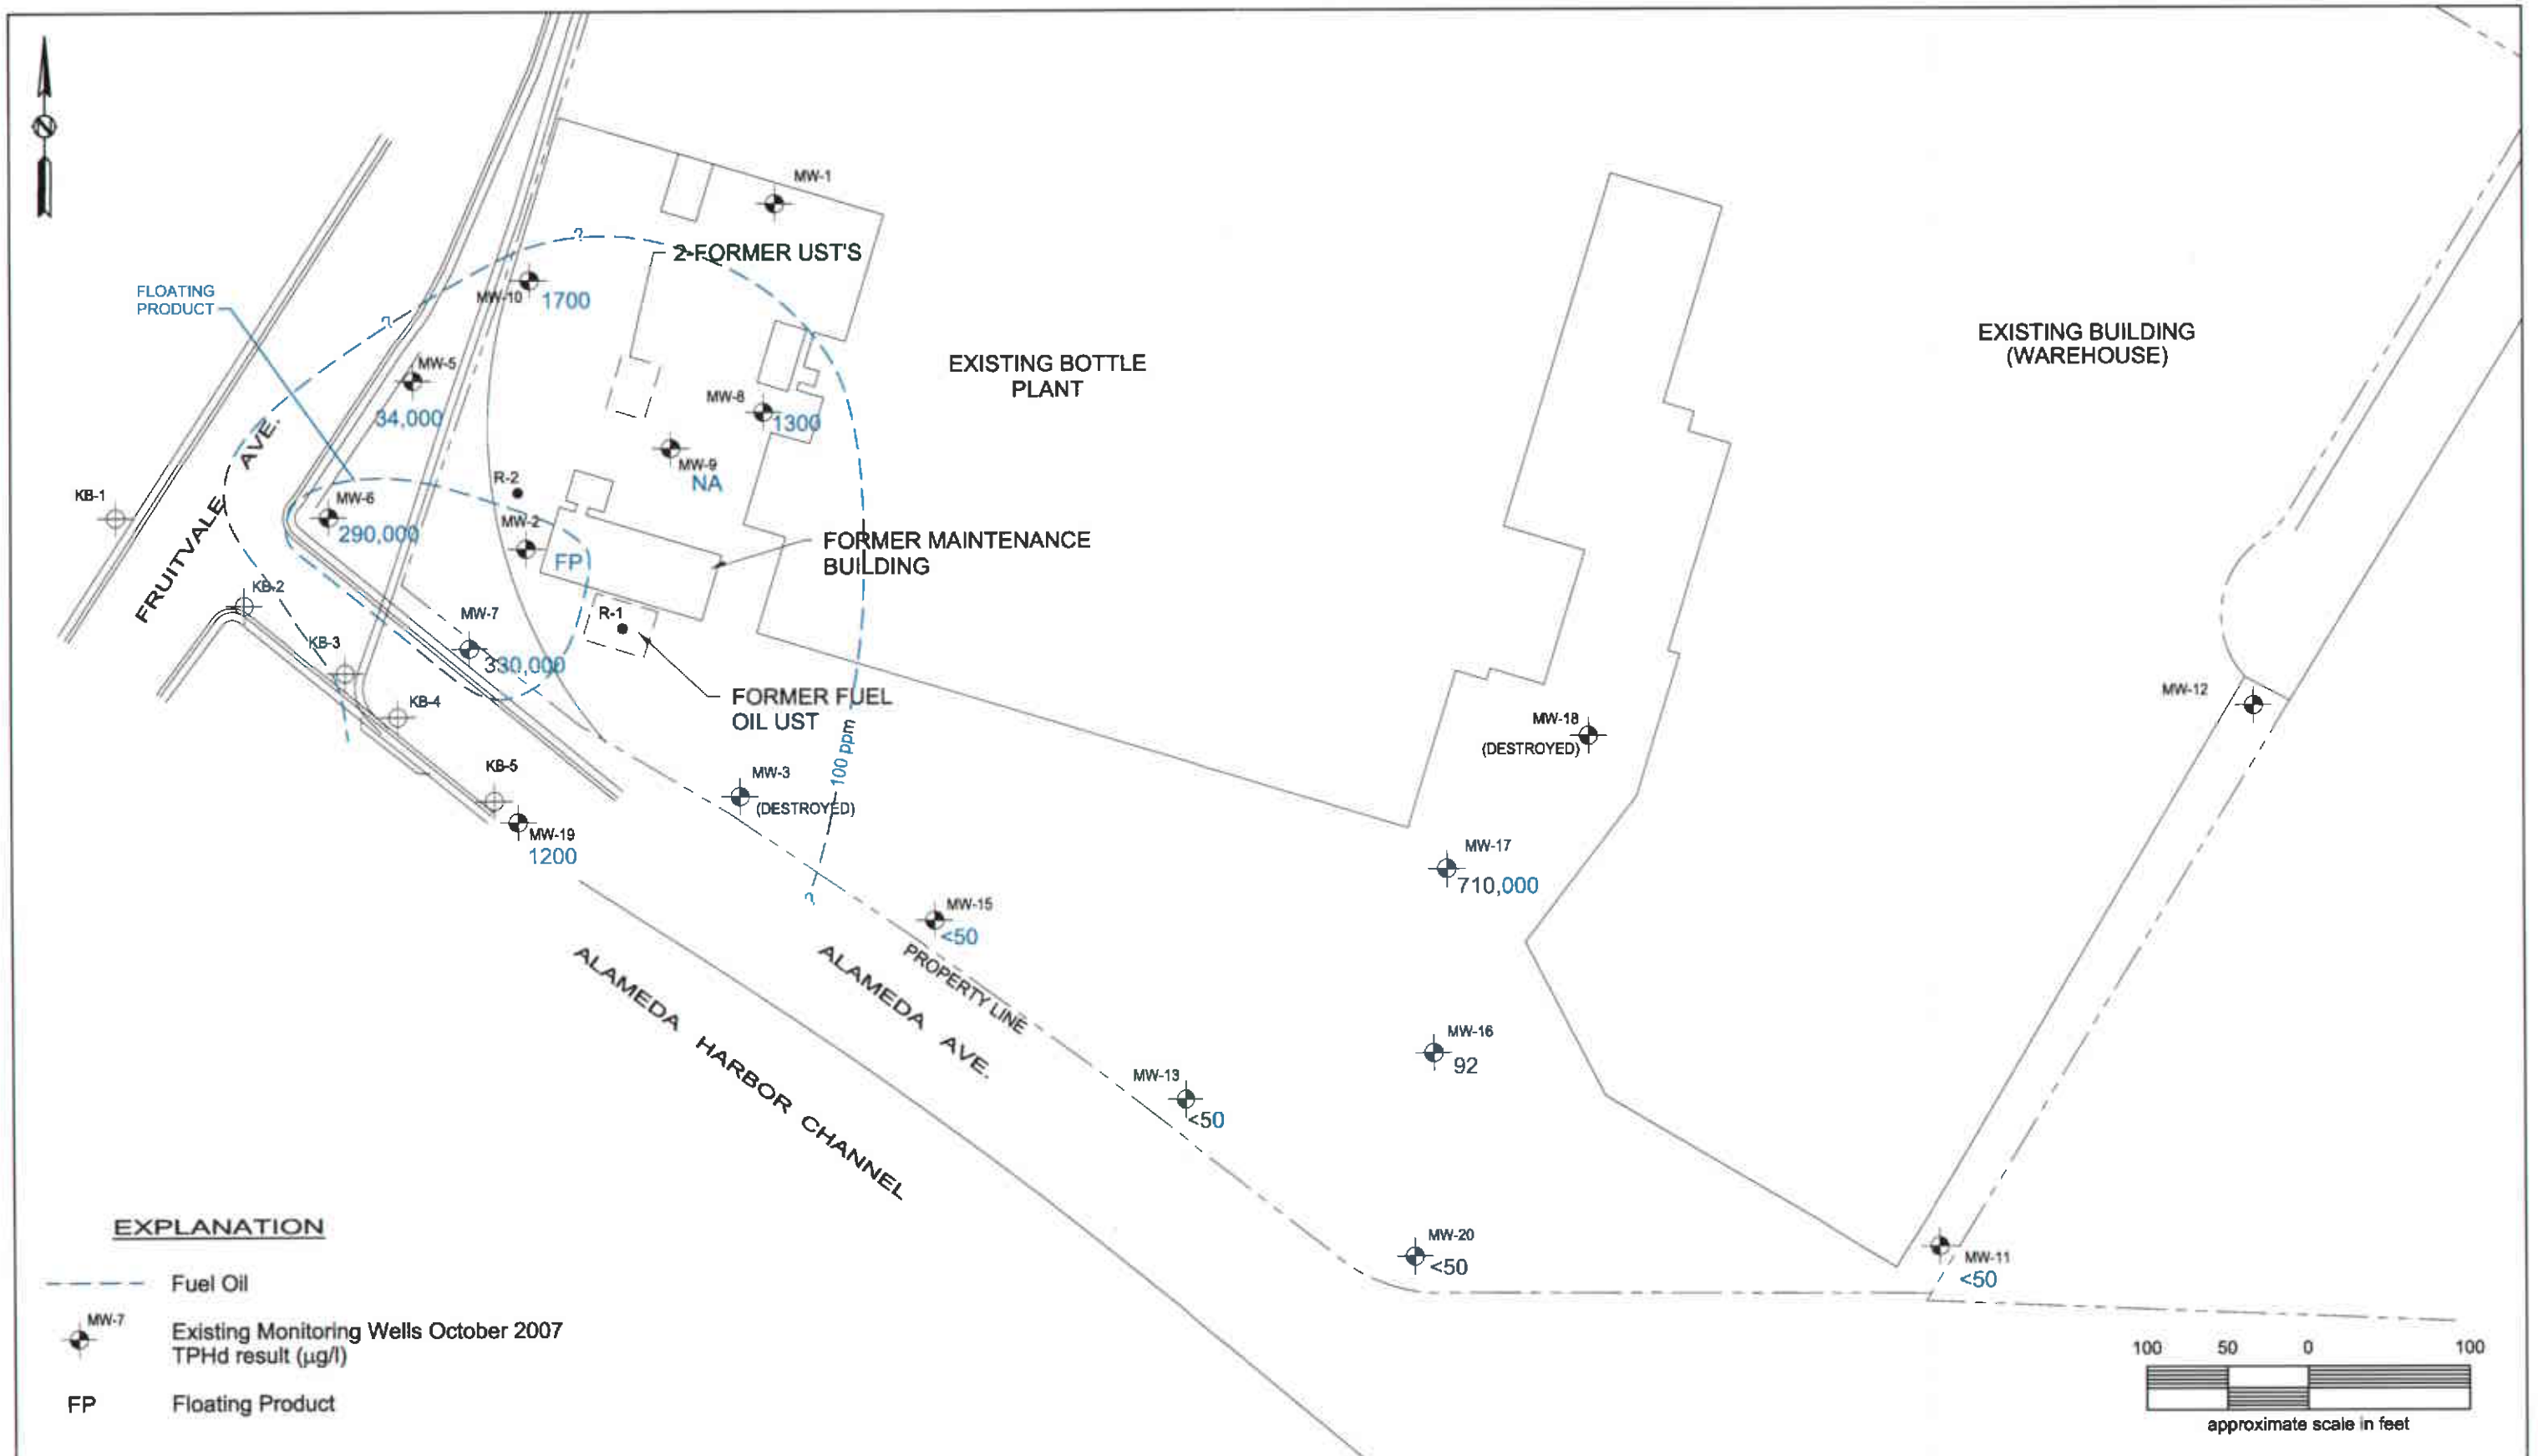 N
MW-1
2-FORMER UST'S
?
MW-10
1700
FLOATING
PRODUCT
?
MW-5
34,000
EXISTING BOTTLE
PLANT
EXISTING BUILDING
(WAREHOUSE)
MW-8
1300
MW-9
NA
R-2
FRUITVALE AVE.
KB-1
MW-6
290,000
MW-2
FP
FORMER MAINTENANCE
BUILDING
KB-2
MW-7
330,000
R-1
KB-3
KB-4
FORMER FUEL
OIL UST
100 ppm
MW-12
MW-18
(DESTROYED)
KB-5
MW-3
(DESTROYED)
MW-19
1200
MW-17
710,000
?
MW-15
<50
PROPERTY LINE
ALAMEDA AVE.
ALAMEDA HARBOR CHANNEL
MW-16
92
MW-13
<50
MW-20
<50
MW-11
<50
EXPLANATION
Fuel Oil
MW-7
Existing Monitoring Wells October 2007
TPHd result (µg/l)
FP Floating Product
100 50 0 100
approximate scale in feet